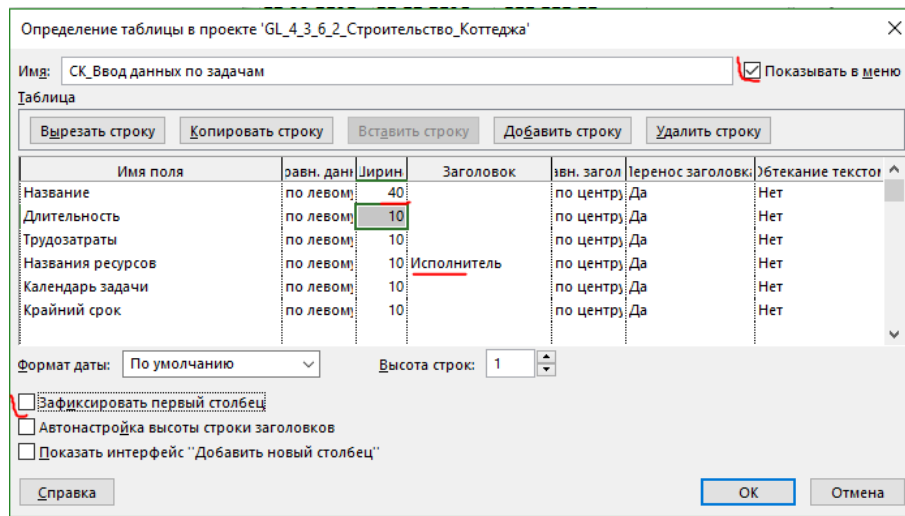 Определение таблицы в проекте 'GL_4_3_6_2_Строительство_Коттеджа'
Имя: СК_Ввод данных по задачам Показывать в меню
Таблица
Вырезать строку Копировать строку Вставить строку Добавить строку Удалить строку
Имя поля равн. данн Ширин Заголовок авн. загол Перенос заголовка Обтекание текстом
Название по левому 40 по центру Да Нет
Длительность по левому 10 по центру Да Нет
Трудозатраты по левому 10 по центру Да Нет
Названия ресурсов по левому 10 Исполнитель по центру Да Нет
Календарь задачи по левому 10 по центру Да Нет
Крайний срок по левому 10 по центру Да Нет
Формат даты: По умолчанию Высота строк: 1
Зафиксировать первый столбец
Автонастройка высоты строки заголовков
Показать интерфейс "Добавить новый столбец"
Справка ОК Отмена